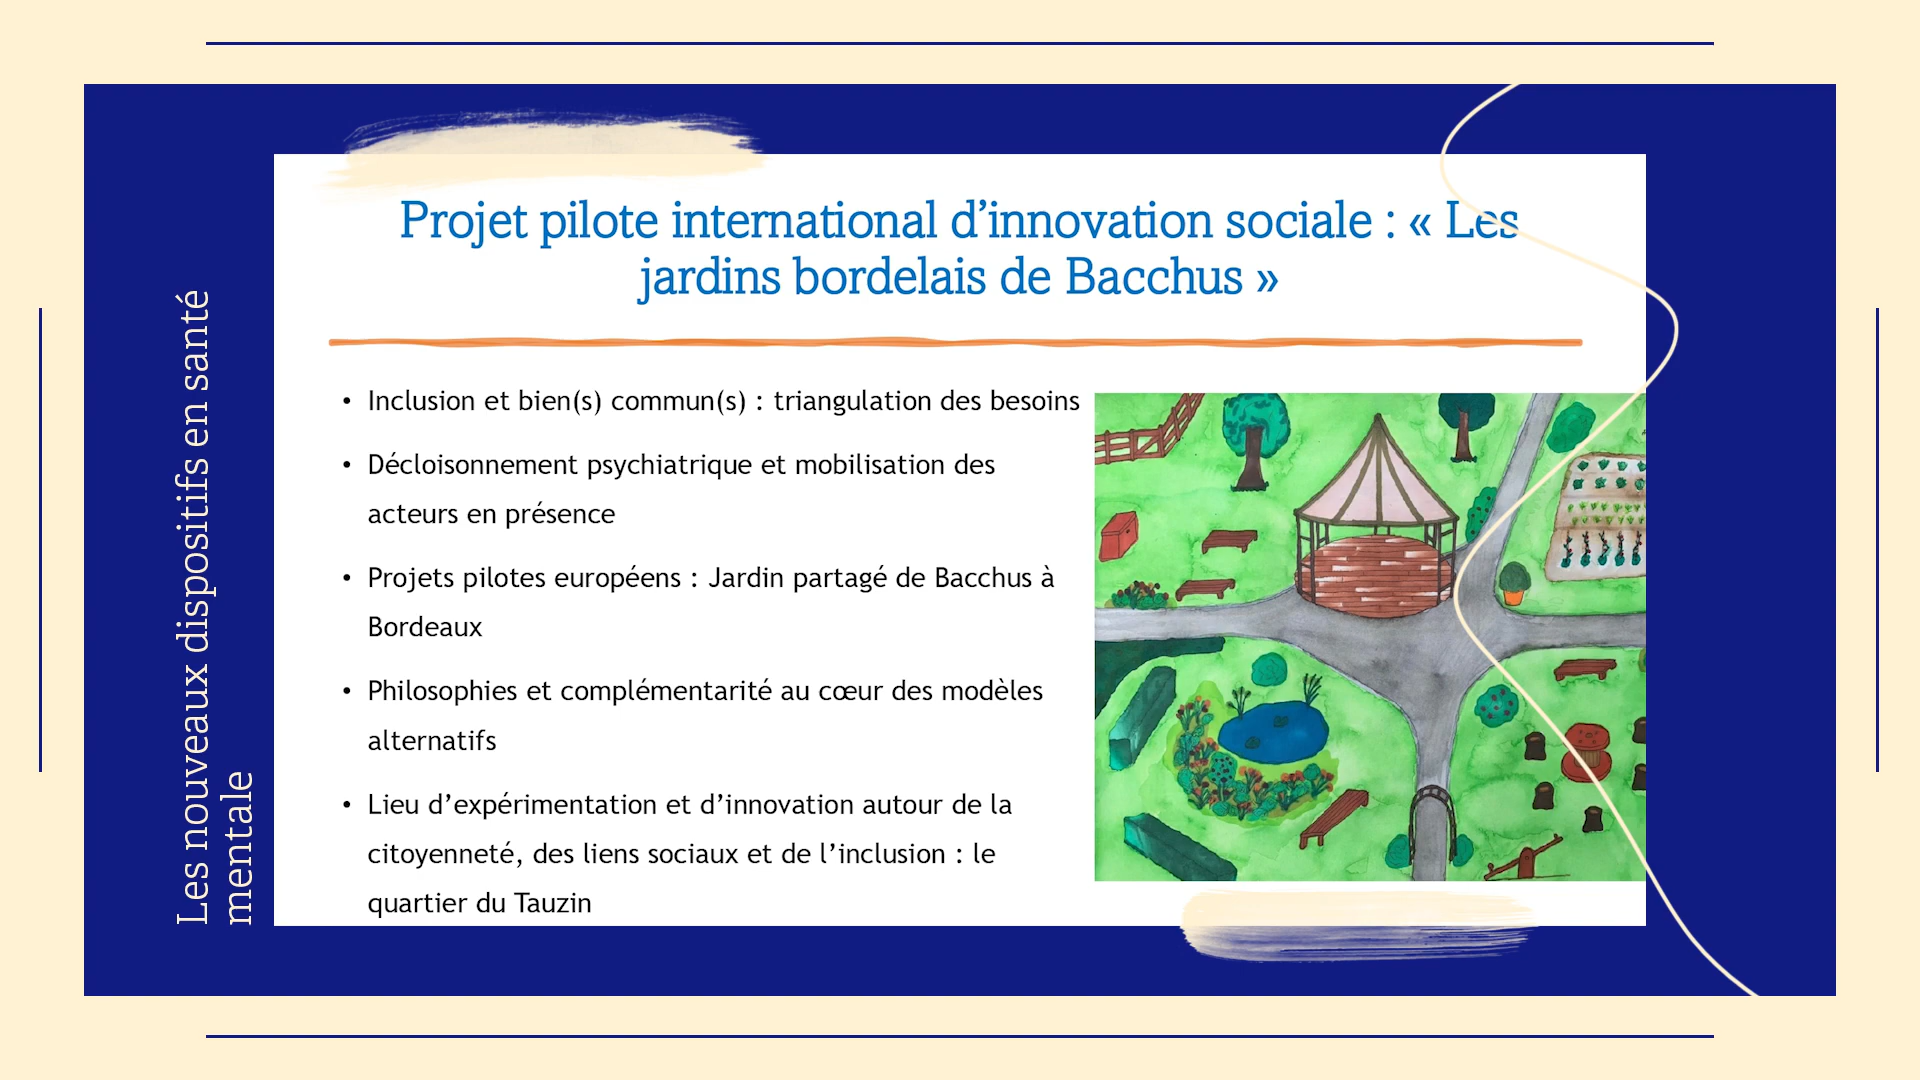 Les nouveaux dispositifs en santé
mentale
Projet pilote international d’innovation sociale : « Les
jardins bordelais de Bacchus »
• Inclusion et bien(s) commun(s) : triangulation des besoins
• Décloisonnement psychiatrique et mobilisation des
acteurs en présence
• Projets pilotes européens : Jardin partagé de Bacchus à
Bordeaux
• Philosophies et complémentarité au cœur des modèles
alternatifs
• Lieu d’expérimentation et d’innovation autour de la
citoyenneté, des liens sociaux et de l’inclusion : le
quartier du Tauzin